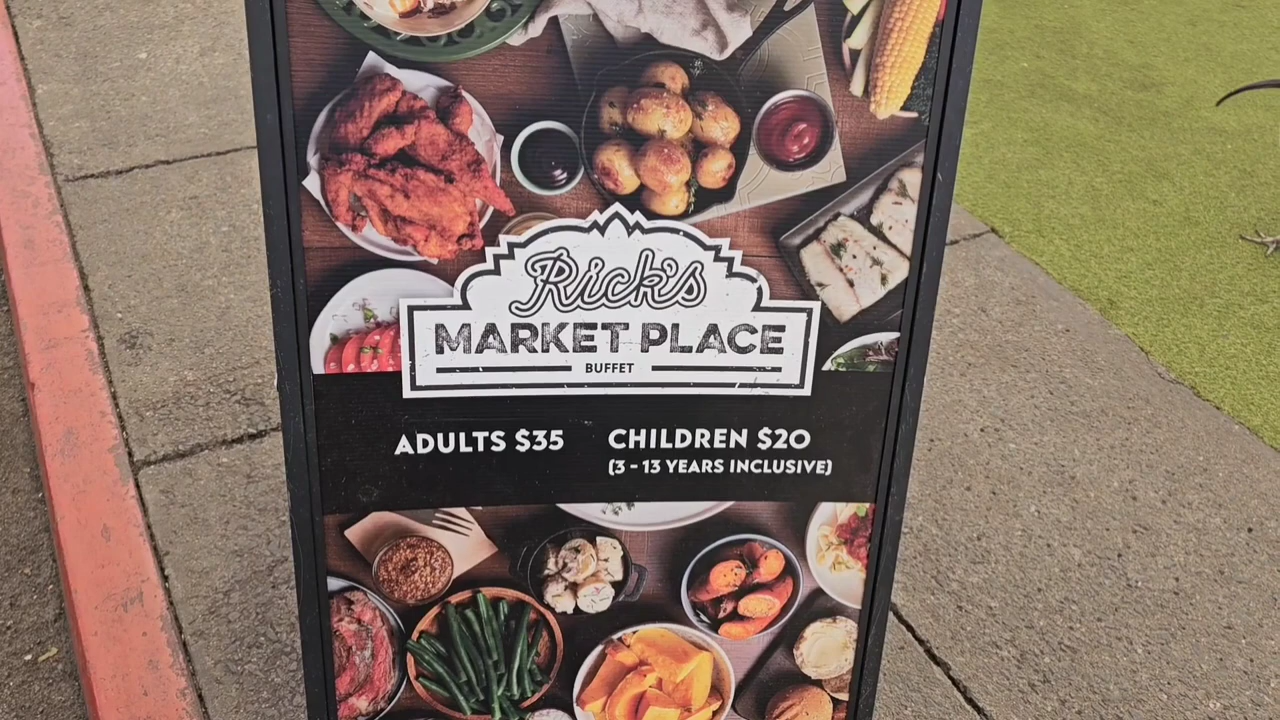 Rick's
MARKET PLACE
BUFFET
ADULTS $35
CHILDREN $20
(3 - 13 YEARS INCLUSIVE)